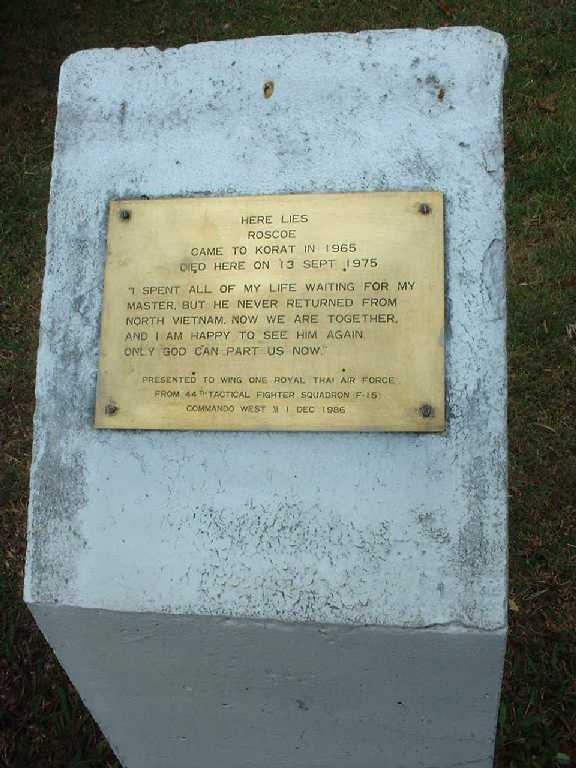 HERE LIES
ROSCOE
CAME TO KORAT IN 1965
DIED HERE ON 13 SEPT 1975
"I SPENT ALL OF MY LIFE WAITING FOR MY
MASTER, BUT HE NEVER RETURNED FROM
NORTH VIETNAM. NOW WE ARE TOGETHER,
AND I AM HAPPY TO SEE HIM AGAIN.
ONLY GOD CAN PART US NOW."
PRESENTED TO WING ONE ROYAL THAI AIR FORCE
FROM 44TH TACTICAL FIGHTER SQUADRON (F-15)
COMMANDO WEST 1 DEC 1986